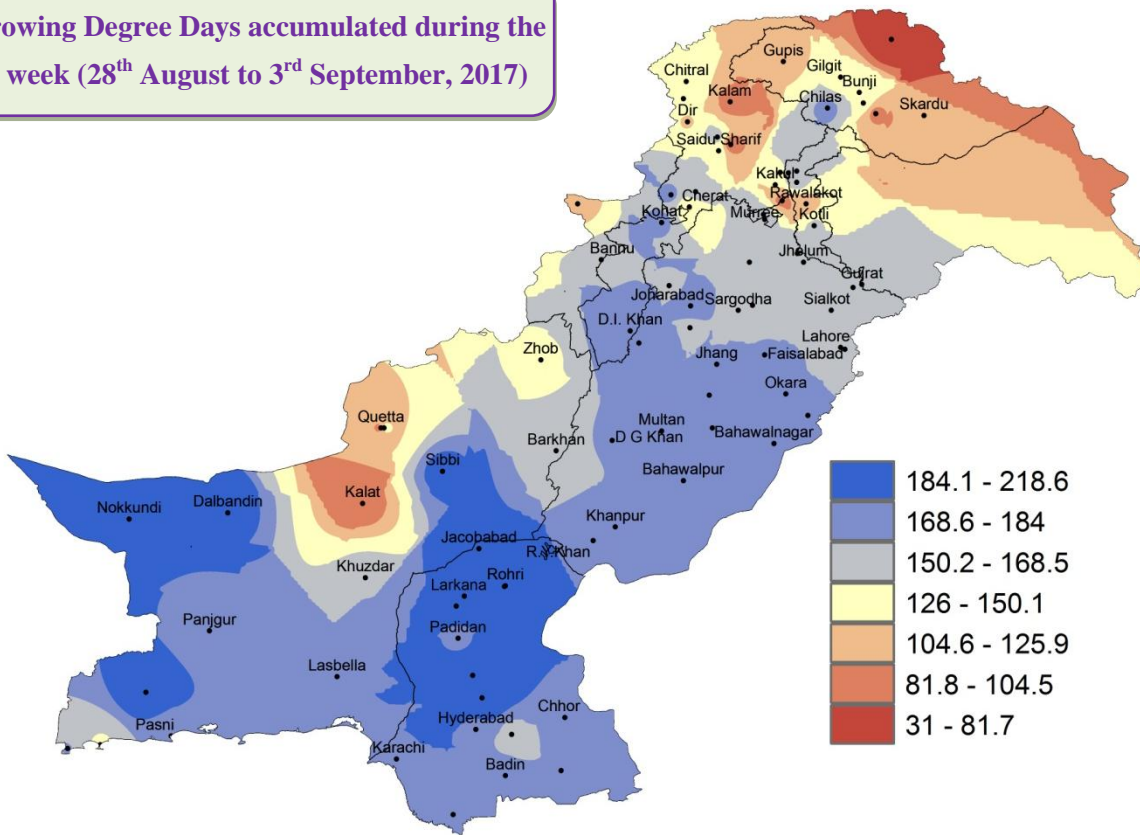 rowing Degree Days accumulated during the
week (28th August to 3rd September, 2017)
Gupis
Gilgit
Chitral
Bunji
Kalam
Chilas
Skardu
Dir
Saidu Sharif
Kakul
Cherat
Rawalakot
Kohat
Murree
Kotli
Bannu
Jhelum
Gujrat
Joharabad
Sargodha
Sialkot
D.I. Khan
Lahore
Zhob
Jhang
Faisalabad
Okara
Quetta
Multan
Barkhan
D G Khan
Bahawalnagar
Sibbi
Bahawalpur
Kalat
Nokkundi
Dalbandin
Khanpur
Jacobabad
R.Y.Khan
Khuzdar
Rohri
Larkana
Panjgur
Padidan
Lasbella
Pasni
Hyderabad
Chhor
Karachi
Badin
184.1 - 218.6
168.6 - 184
150.2 - 168.5
126 - 150.1
104.6 - 125.9
81.8 - 104.5
31 - 81.7